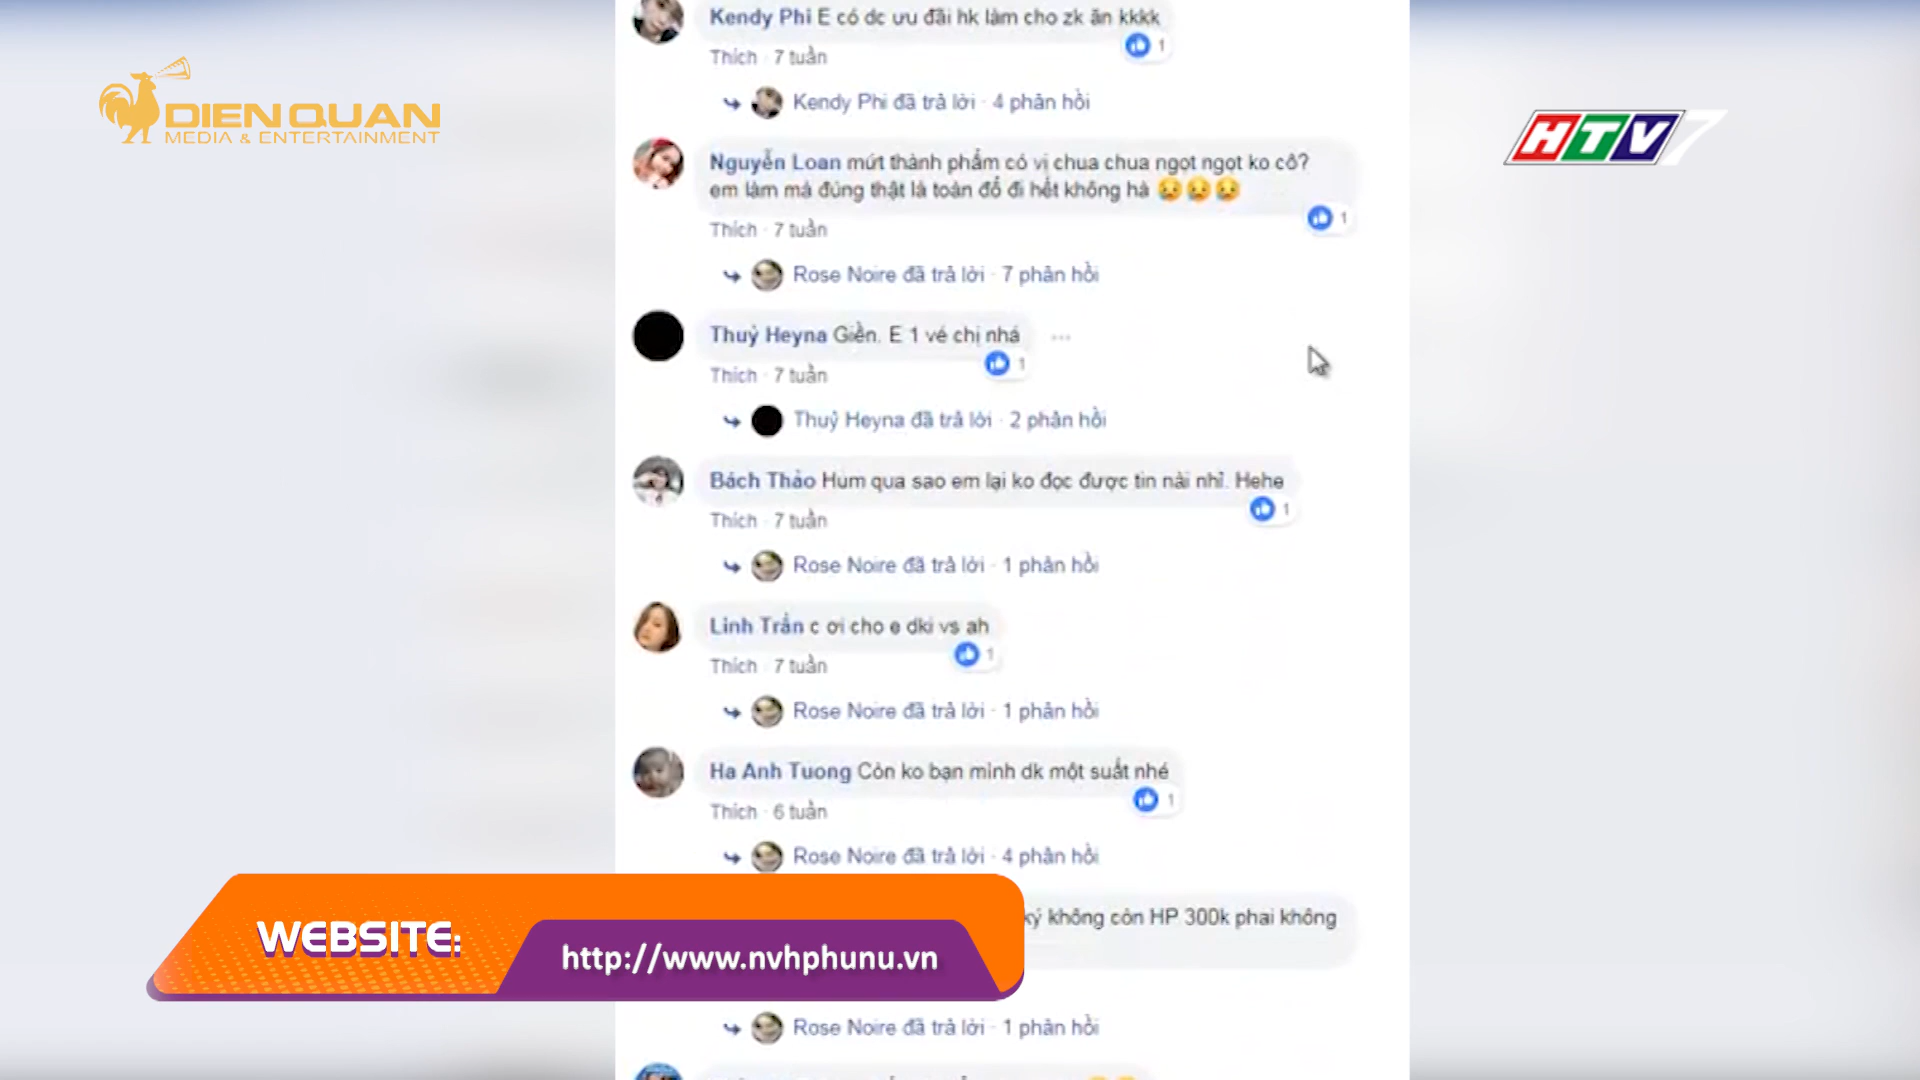 Kendy Phi E có dc ưu đãi hk làm cho zk ăn kkkk
1
Thích · 7 tuần
Kendy Phi đã trả lời · 4 phản hồi
DIEN QUAN
MEDIA & ENTERTAINMENT
HTV7
Nguyễn Loan mứt thành phẩm có vị chua chua ngọt ngọt ko cô?
em làm mà đúng thật là toàn đổ đi hết không hà 😢😢😢
1
Thích · 7 tuần
Rose Noire đã trả lời · 7 phản hồi
Thuỷ Heyna Giền. E 1 vé chị nhá
1
Thích · 7 tuần
Thuỷ Heyna đã trả lời · 2 phản hồi
Bách Thảo Hum qua sao em lại ko đọc được tin nài nhỉ. Hehe
1
Thích · 7 tuần
Rose Noire đã trả lời · 1 phản hồi
Linh Trần c ơi cho e dki vs ah
1
Thích · 7 tuần
Rose Noire đã trả lời · 1 phản hồi
Ha Anh Tuong Còn ko bạn mình dk một suất nhé
1
Thích · 6 tuần
Rose Noire đã trả lời · 4 phản hồi
ký không còn HP 300k phai không
WEBSITE:
http://www.nvhphunu.vn
Rose Noire đã trả lời · 1 phản hồi